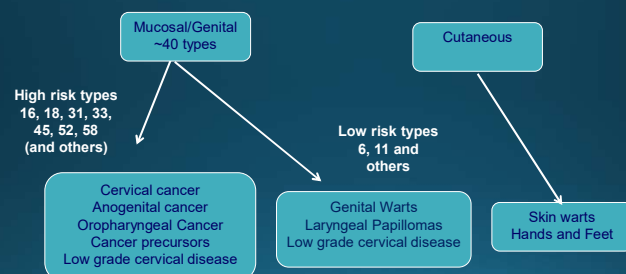 Mucosal/Genital
~40 types
Cutaneous
High risk types
16, 18, 31, 33,
45, 52, 58
(and others)
Low risk types
6, 11 and
others
Cervical cancer
Anogenital cancer
Oropharyngeal Cancer
Cancer precursors
Low grade cervical disease
Genital Warts
Laryngeal Papillomas
Low grade cervical disease
Skin warts
Hands and Feet